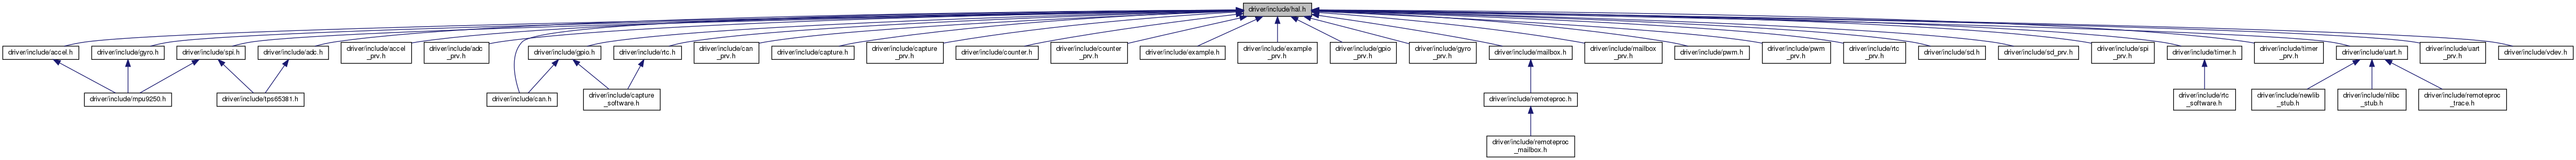 driver/include/hal.h
driver/include/accel.h
driver/include/gyro.h
driver/include/spi.h
driver/include/adc.h
driver/include/accel
_prv.h
driver/include/adc
_prv.h
driver/include/gpio.h
driver/include/rtc.h
driver/include/can
_prv.h
driver/include/capture.h
driver/include/capture
_prv.h
driver/include/counter.h
driver/include/counter
_prv.h
driver/include/example.h
driver/include/example
_prv.h
driver/include/gpio
_prv.h
driver/include/gyro
_prv.h
driver/include/mailbox.h
driver/include/mailbox
_prv.h
driver/include/pwm.h
driver/include/pwm
_prv.h
driver/include/rtc
_prv.h
driver/include/sd.h
driver/include/sd_prv.h
driver/include/spi
_prv.h
driver/include/timer.h
driver/include/timer
_prv.h
driver/include/uart.h
driver/include/uart
_prv.h
driver/include/vdev.h
driver/include/mpu9250.h
driver/include/tps65381.h
driver/include/can.h
driver/include/capture
_software.h
driver/include/remoteproc.h
driver/include/rtc
_software.h
driver/include/newlib
_stub.h
driver/include/nlibc
_stub.h
driver/include/remoteproc
_trace.h
driver/include/remoteproc
_mailbox.h